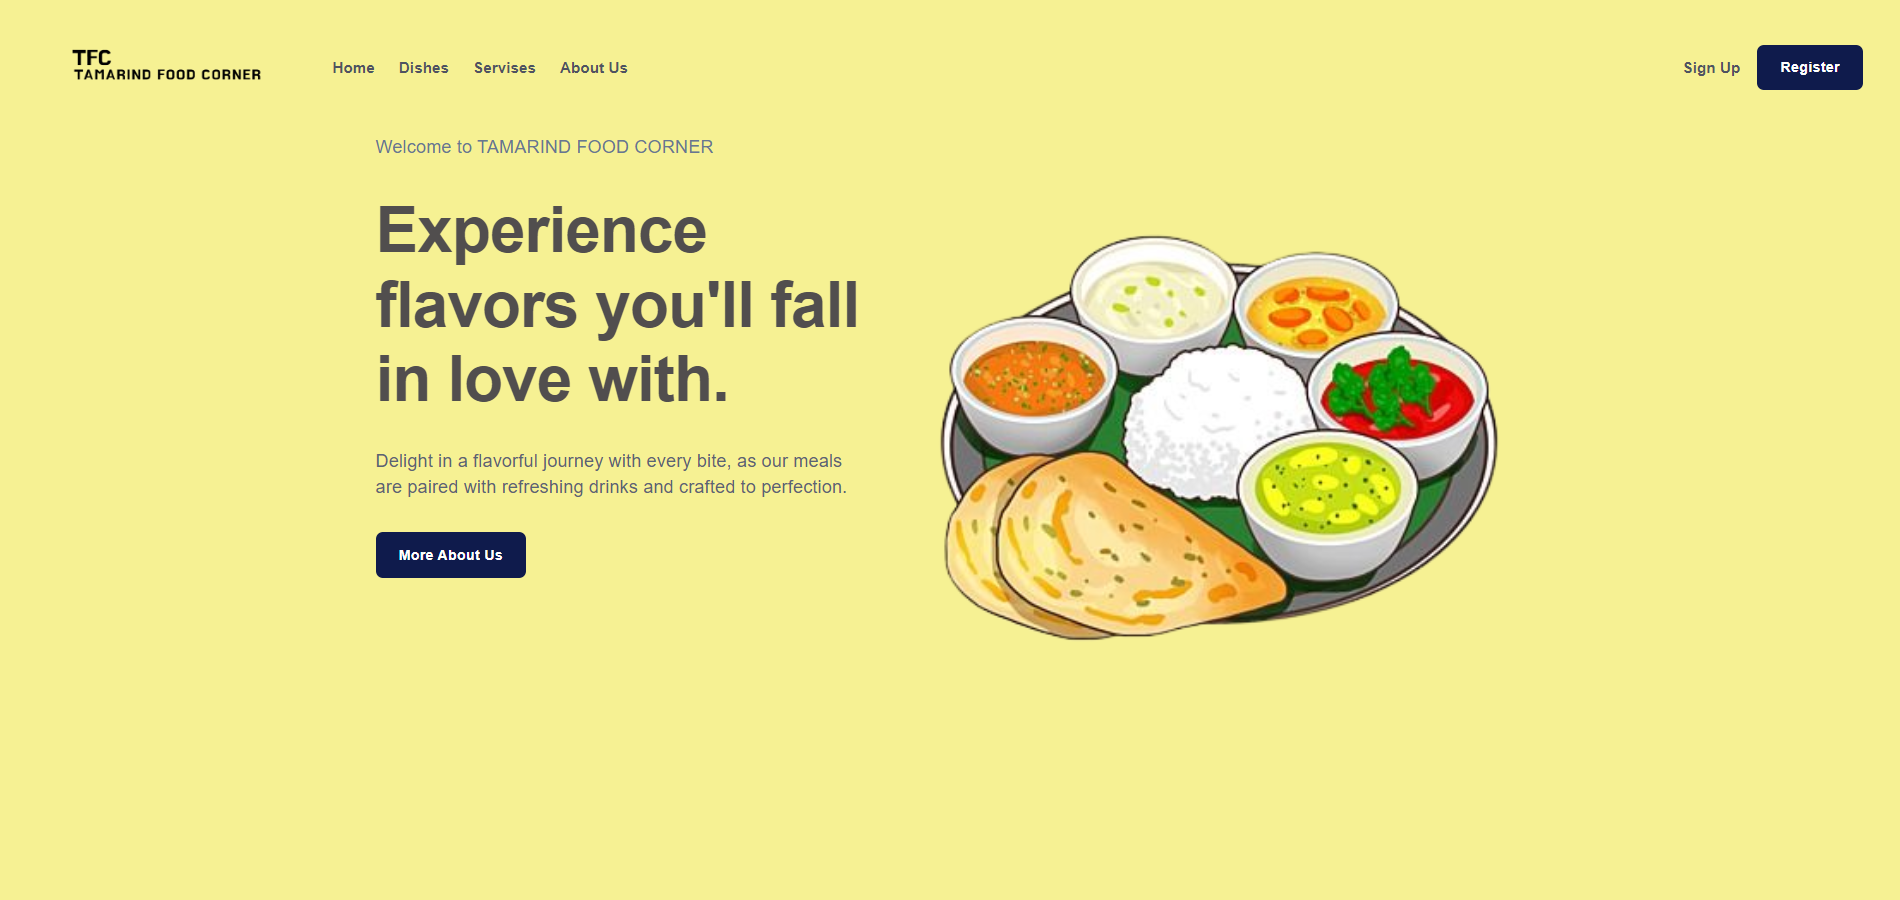 TFC
TAMARIND FOOD CORNER
Home Dishes Servises About Us
Sign Up Register
Welcome to TAMARIND FOOD CORNER
Experience
flavors you'll fall
in love with.
Delight in a flavorful journey with every bite, as our meals
are paired with refreshing drinks and crafted to perfection.
More About Us